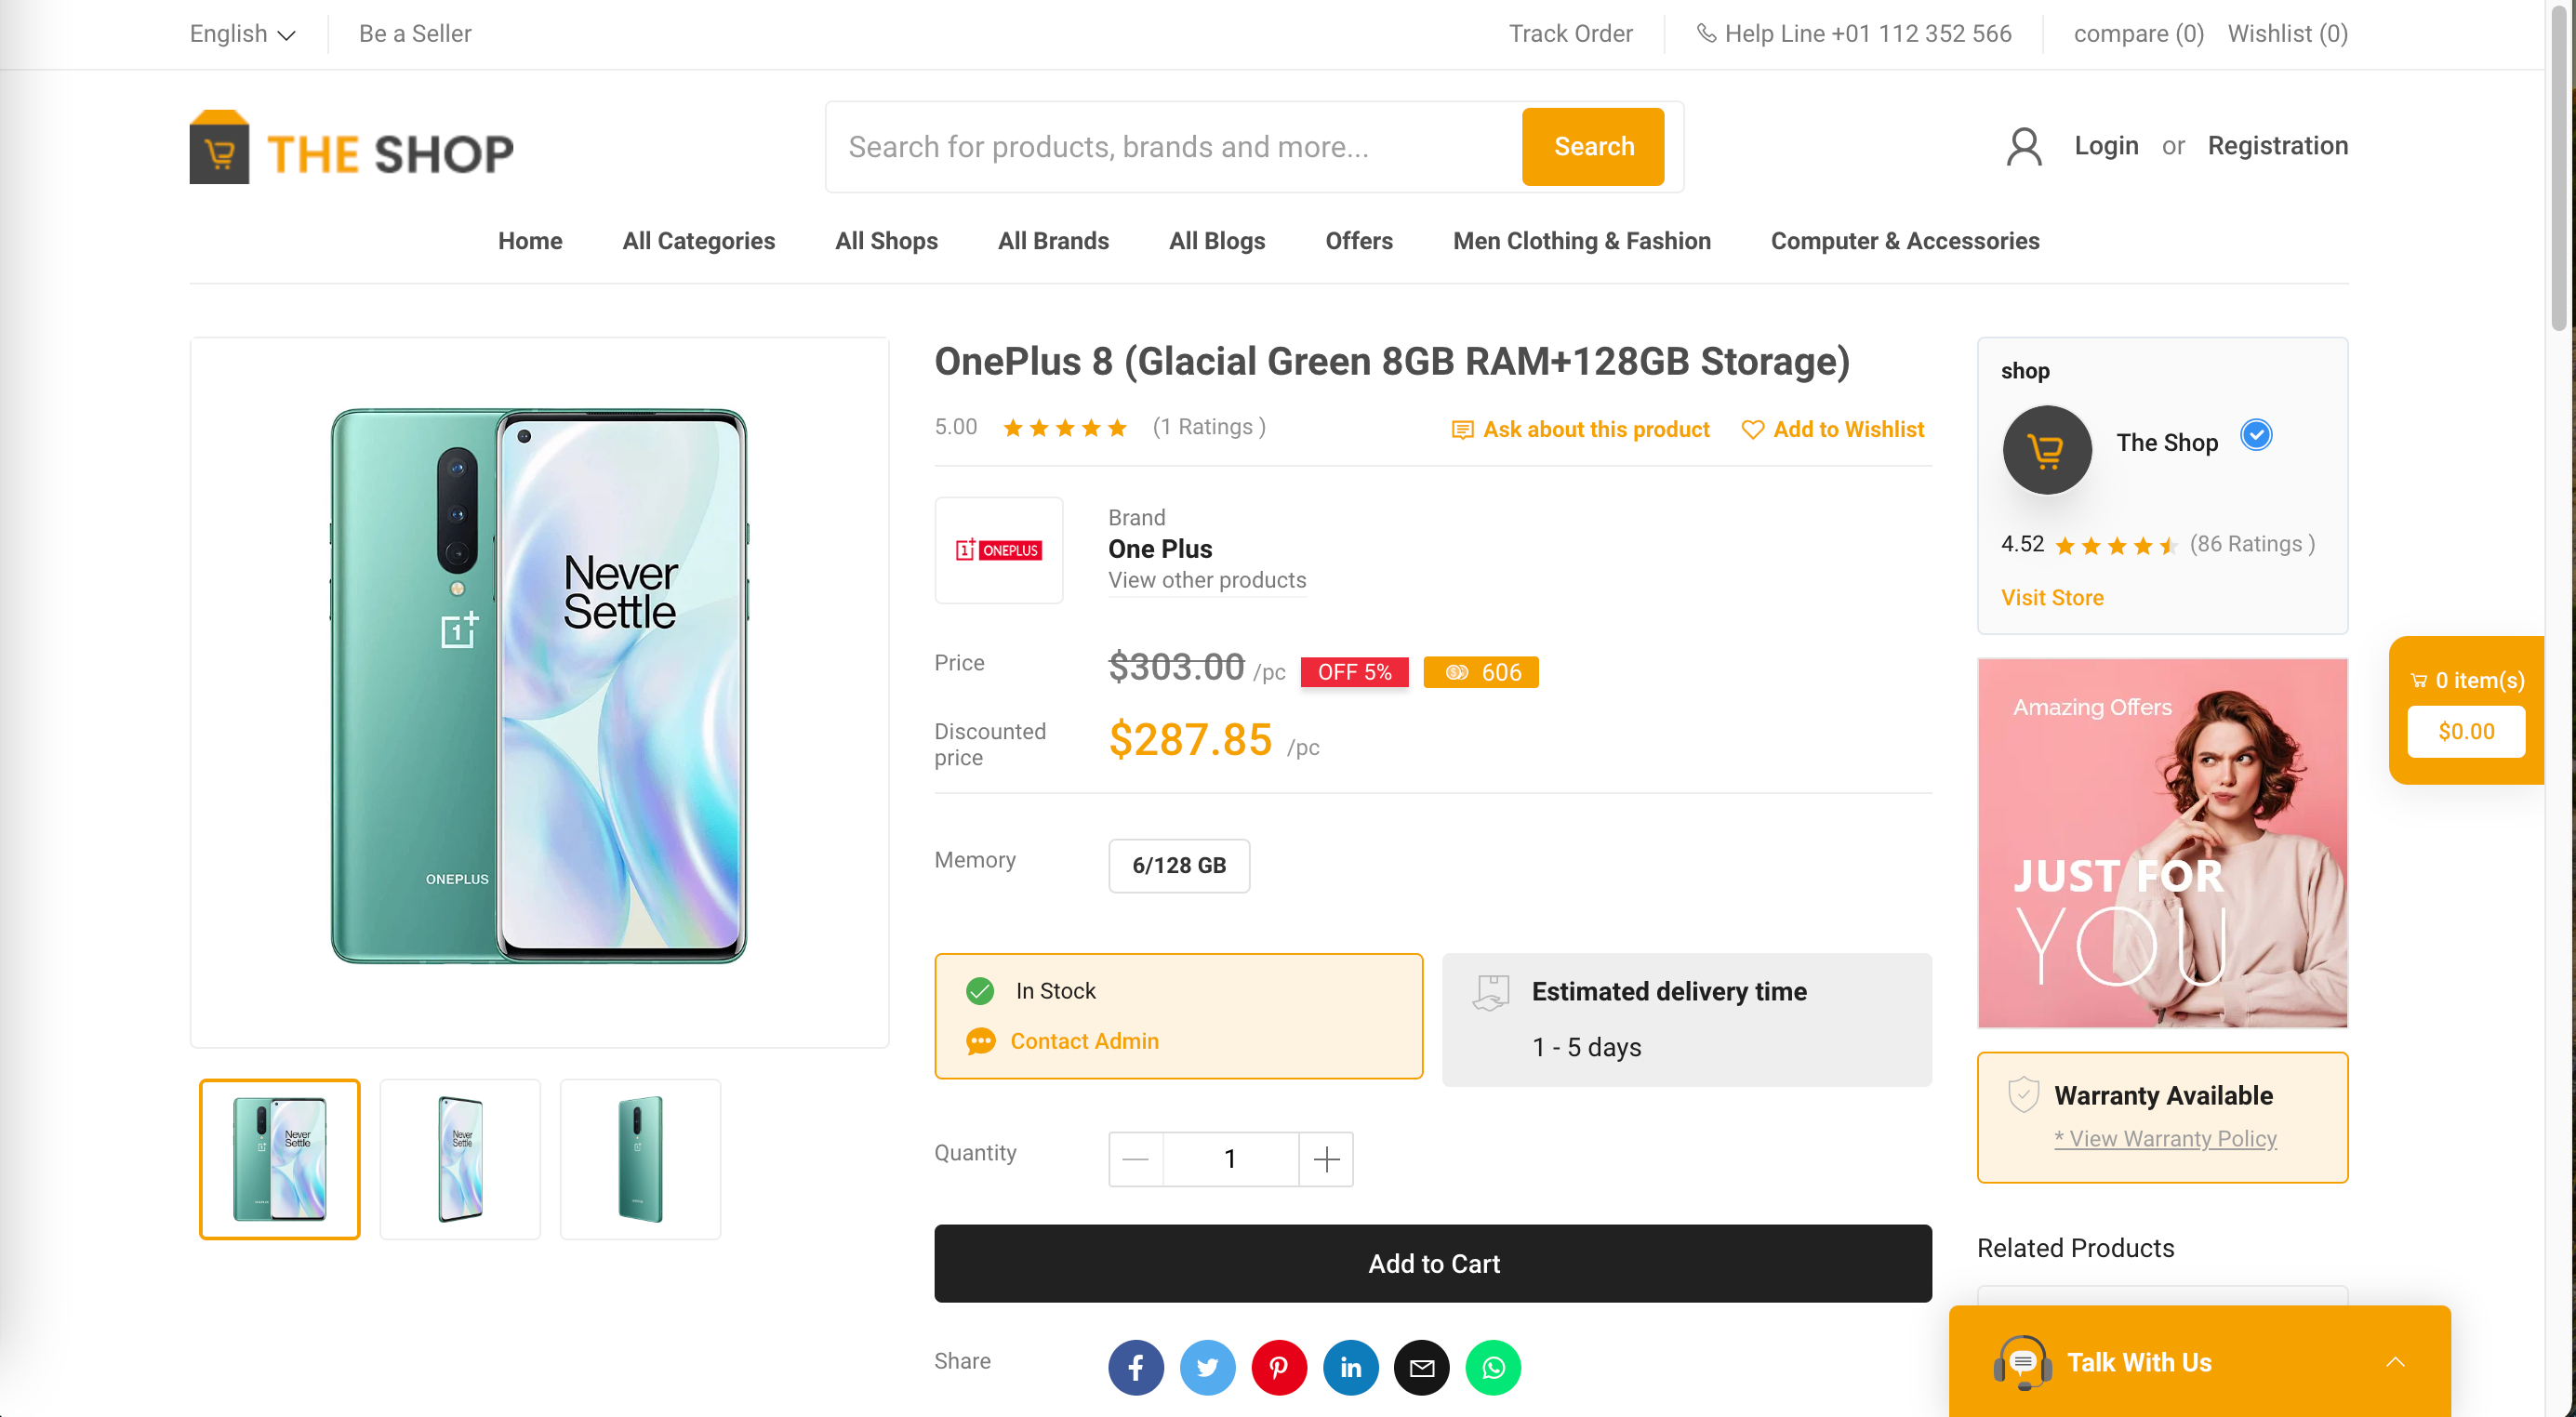 English
Be a Seller
Track Order
Help Line +01 112 352 566
compare (0)
Wishlist (0)
THE SHOP
Search for products, brands and more...
Search
Login or Registration
Home
All Categories
All Shops
All Brands
All Blogs
Offers
Men Clothing & Fashion
Computer & Accessories
Never
Settle
ONEPLUS
Never
Settle
Never
Settle
OnePlus 8 (Glacial Green 8GB RAM+128GB Storage)
5.00
(1 Ratings )
Ask about this product
Add to Wishlist
ONEPLUS
Brand
One Plus
View other products
Price
$303.00 /pc
OFF 5%
606
Discounted
price
$287.85 /pc
Memory
6/128 GB
In Stock
Contact Admin
Estimated delivery time
1 - 5 days
Quantity
1
Add to Cart
Share
shop
The Shop
4.52
(86 Ratings )
Visit Store
0 item(s)
$0.00
Amazing Offers
JUST FOR
YOU
Warranty Available
* View Warranty Policy
Related Products
Talk With Us